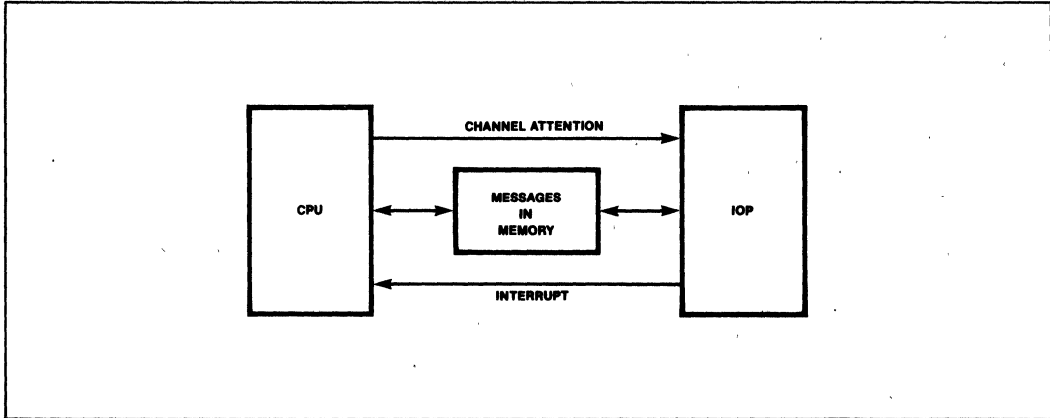 CHANNEL ATTENTION
CPU
MESSAGES
IN
MEMORY
IOP
INTERRUPT